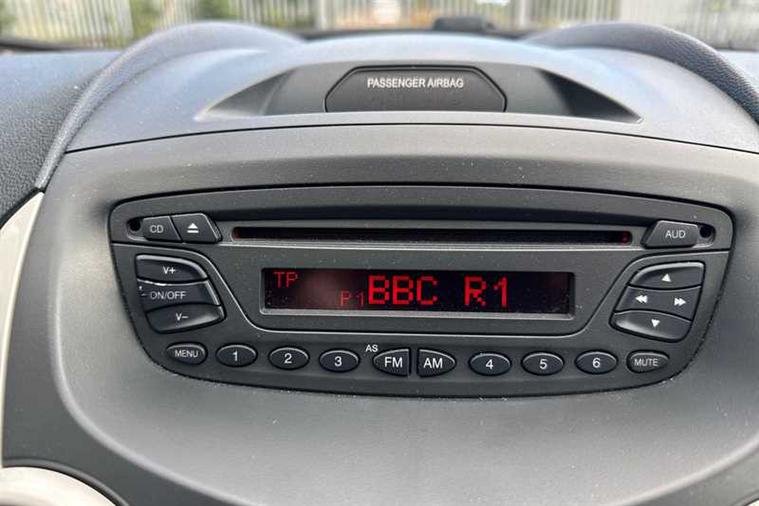 PASSENGER AIRBAG
CD
AUD
V+
ON/OFF
V-
TP
P1 BBC R1
MENU
1
2
3
AS
FM
AM
4
5
6
MUTE